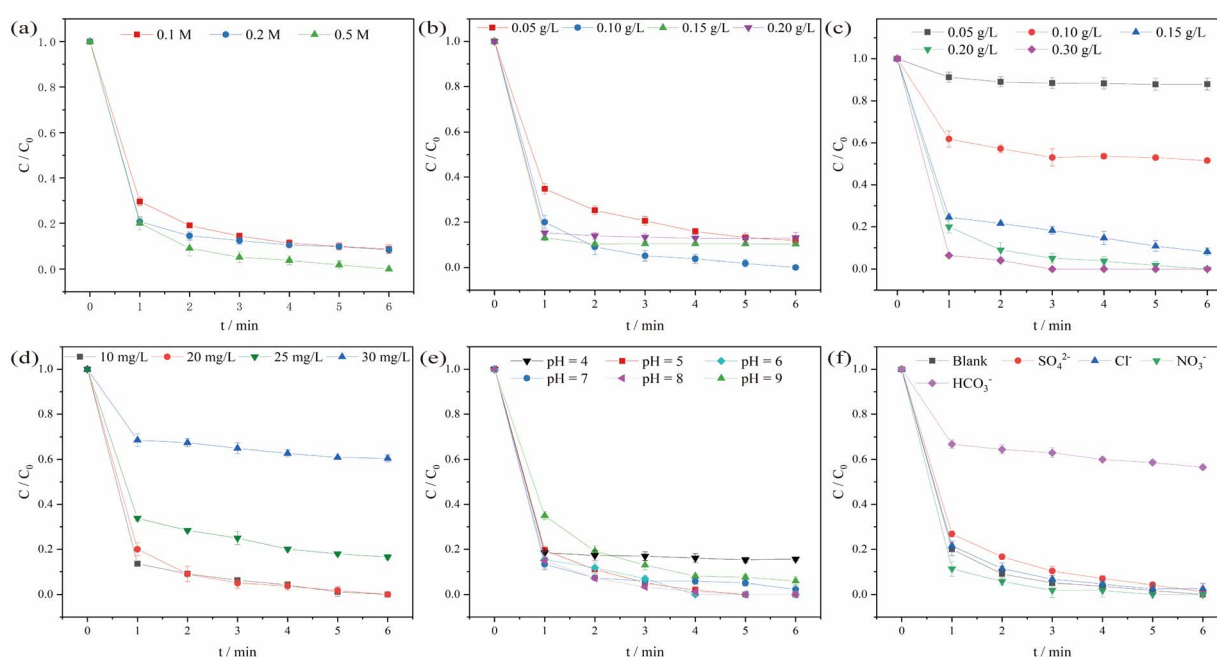 (a)
0.1 M 0.2 M 0.5 M
C / C₀
1.0
0.8
0.6
0.4
0.2
0.0
0 1 2 3 4 5 6
t / min
(b)
0.05 g/L 0.10 g/L 0.15 g/L 0.20 g/L
C / C₀
1.0
0.8
0.6
0.4
0.2
0.0
0 1 2 3 4 5 6
t / min
(c)
0.05 g/L 0.10 g/L 0.15 g/L
0.20 g/L 0.30 g/L
C / C₀
1.0
0.8
0.6
0.4
0.2
0.0
0 1 2 3 4 5 6
t / min
(d)
10 mg/L 20 mg/L 25 mg/L 30 mg/L
C / C₀
1.0
0.8
0.6
0.4
0.2
0.0
0 1 2 3 4 5 6
t / min
(e)
pH = 4 pH = 5 pH = 6
pH = 7 pH = 8 pH = 9
C / C₀
1.0
0.8
0.6
0.4
0.2
0.0
0 1 2 3 4 5 6
t / min
(f)
Blank SO₄²⁻ Cl⁻ NO₃⁻
HCO₃⁻
C / C₀
1.0
0.8
0.6
0.4
0.2
0.0
0 1 2 3 4 5 6
t / min